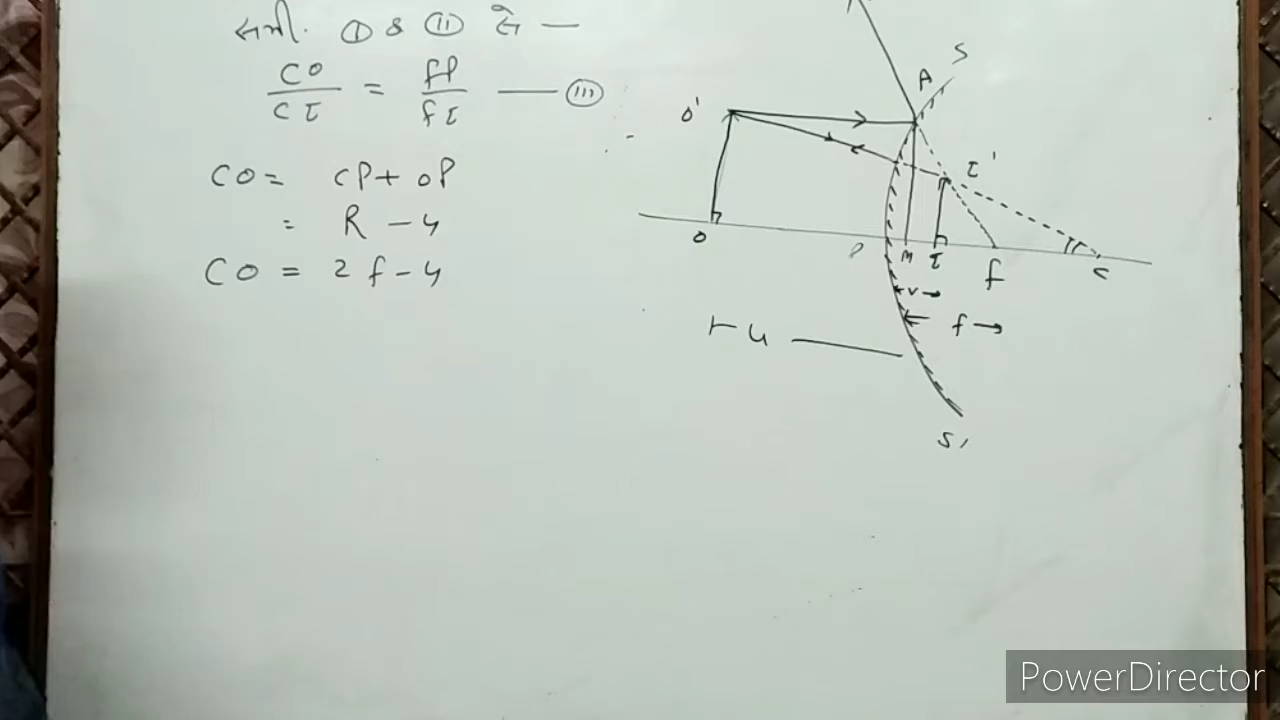 समी. I & II से —
CO/CI = fP/fI — III
CO = CP + OP
= R - u
CO = 2f - u
S
A
O'
I'
O
P
M
I
f
C
v →
← f →
⊢ u —
S'
PowerDirector